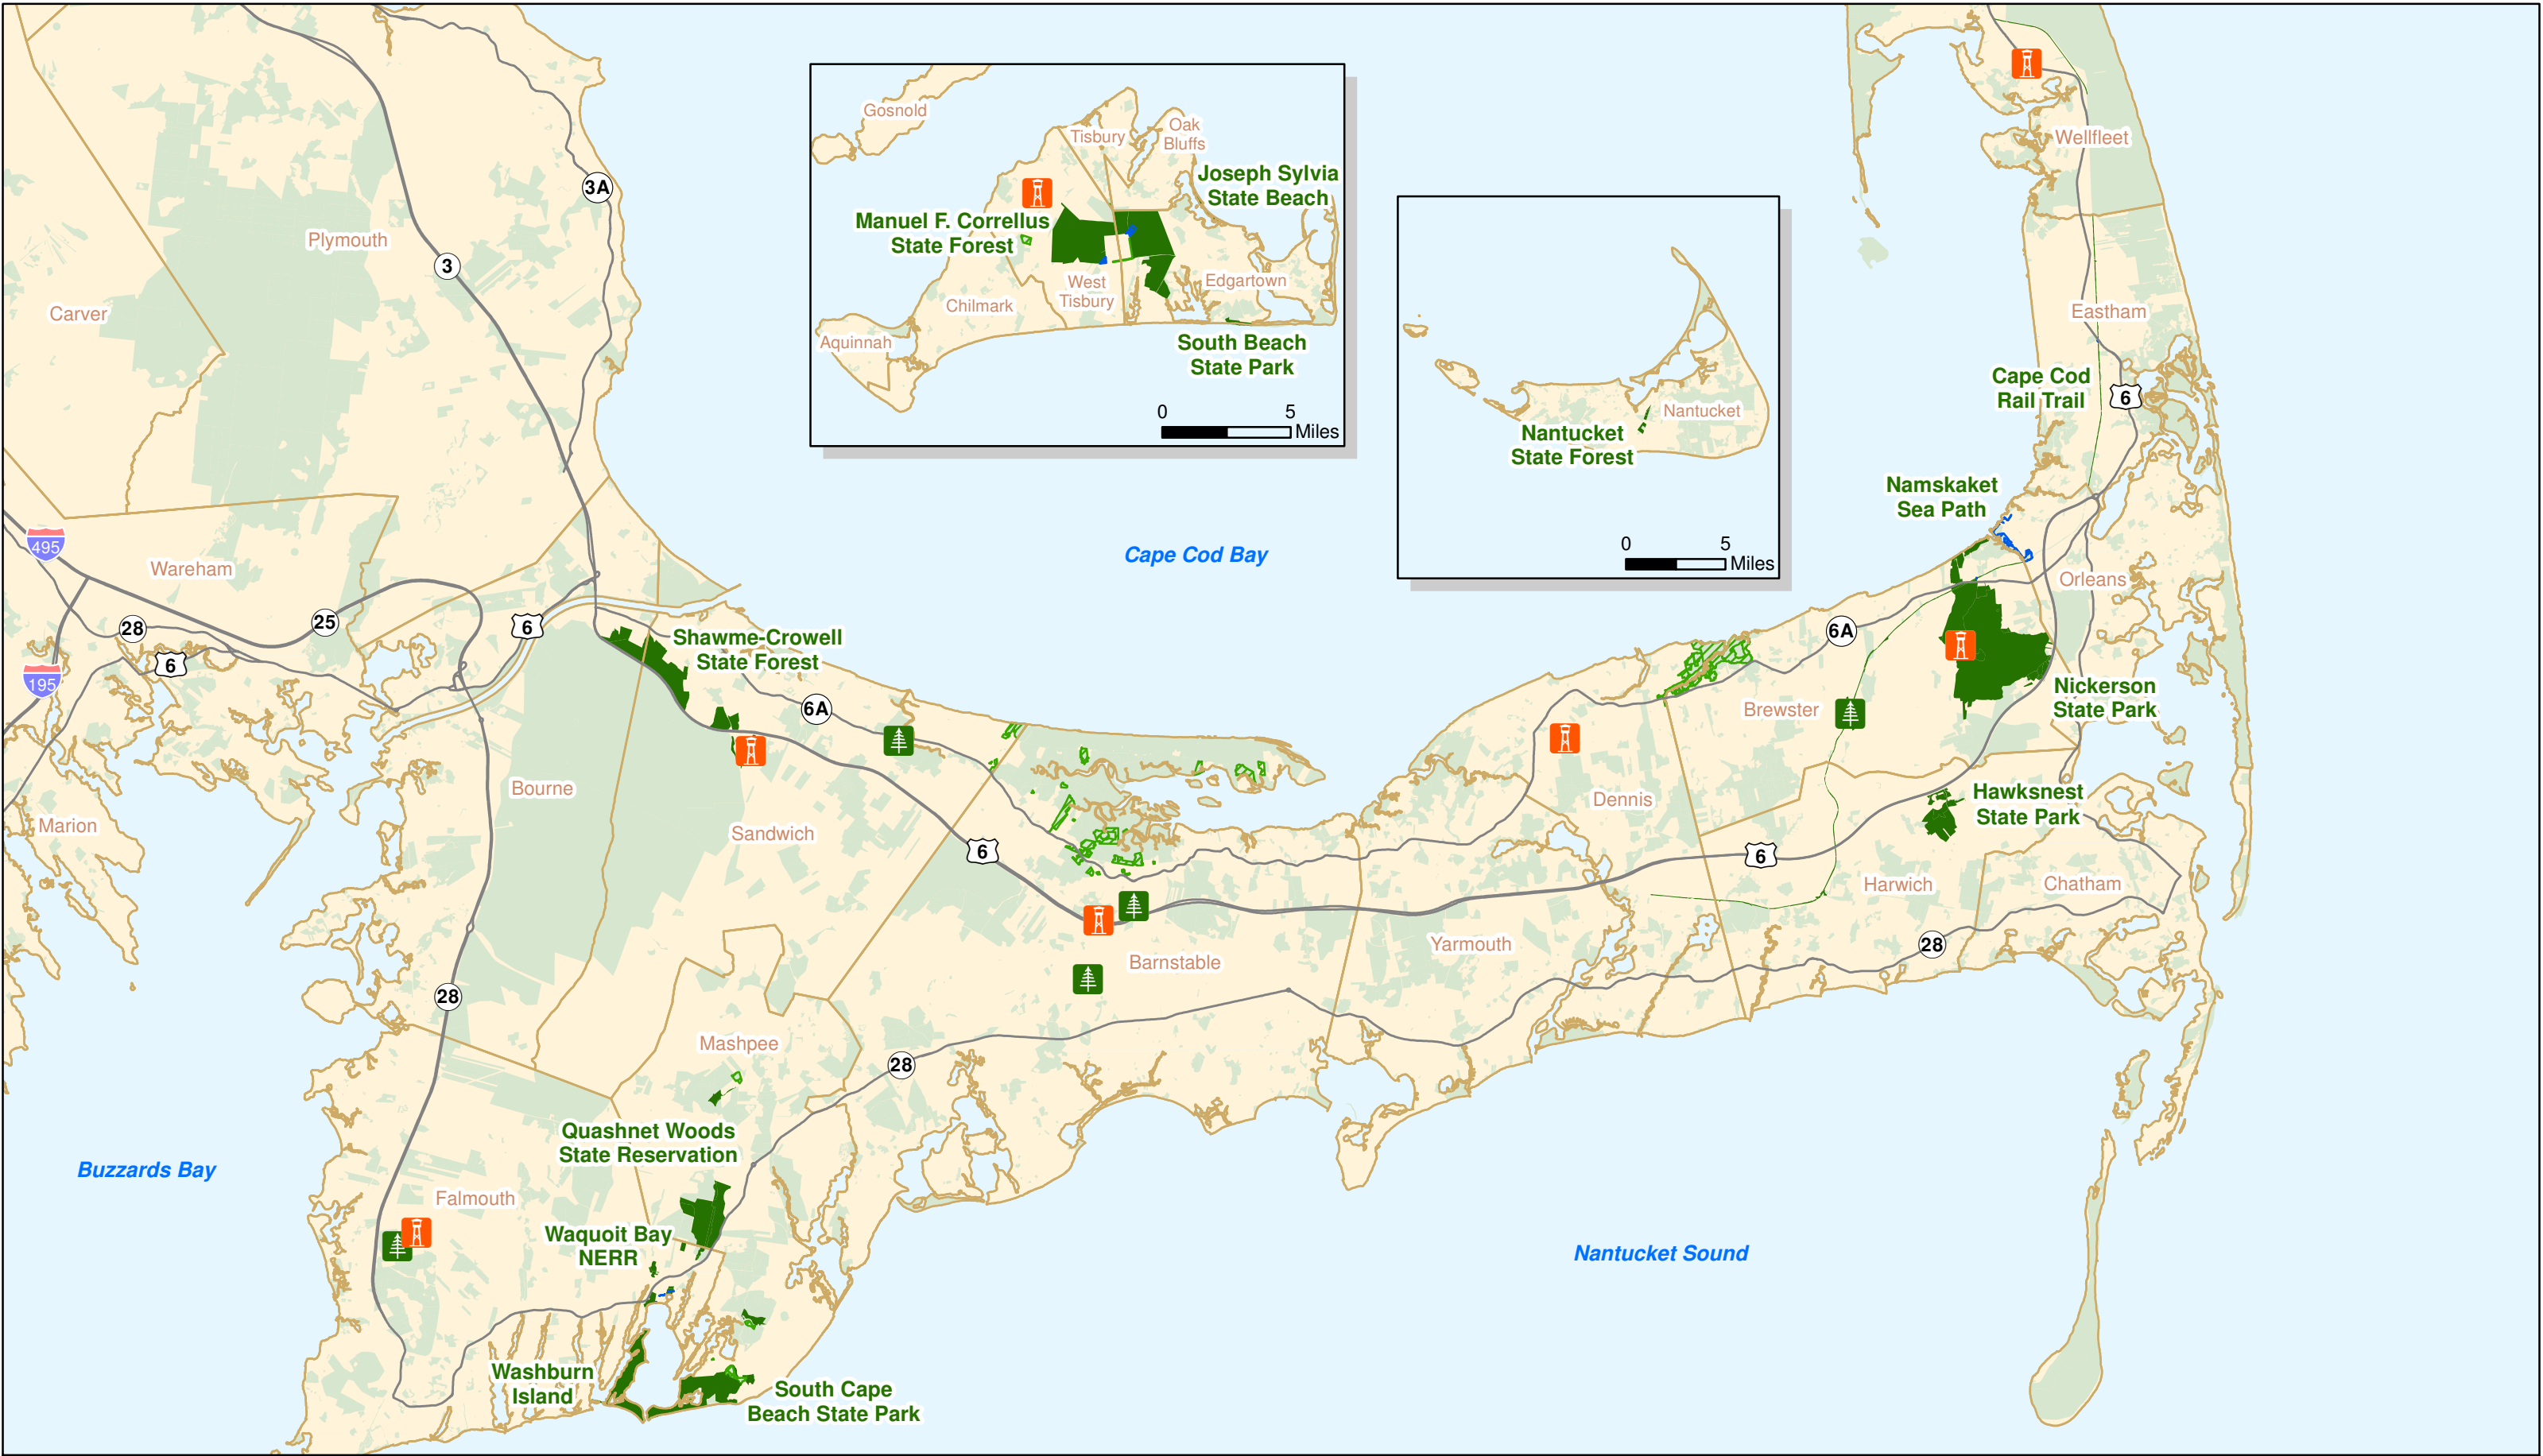 Gosnold
Tisbury
Oak
Bluffs
Joseph Sylvia
State Beach
Manuel F. Correllus
State Forest
West
Tisbury
Edgartown
Chilmark
Aquinnah
South Beach
State Park
0 5
Miles
Nantucket
Nantucket
State Forest
0 5
Miles
3A
Plymouth
3
Carver
495
Wareham
28
25
6
6
195
Marion
Bourne
Shawme-Crowell
State Forest
6A
Sandwich
6
Cape Cod Bay
Wellfleet
Eastham
Cape Cod
Rail Trail
6
Namskaket
Sea Path
Orleans
6A
Brewster
Nickerson
State Park
Dennis
Hawksnest
State Park
6
Harwich
Chatham
28
Yarmouth
Barnstable
28
Mashpee
28
Quashnet Woods
State Reservation
Buzzards Bay
Falmouth
Waquoit Bay
NERR
Washburn
Island
South Cape
Beach State Park
Nantucket Sound